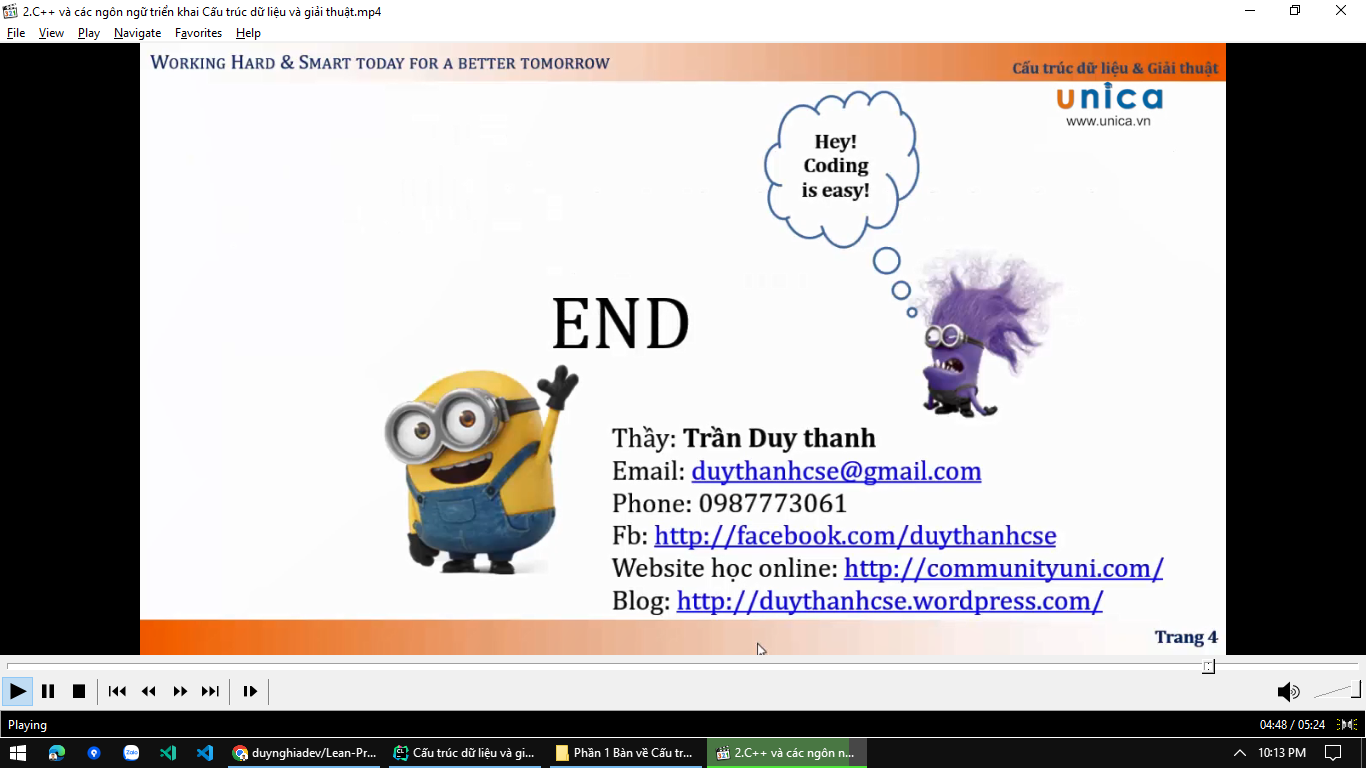 2.C++ và các ngôn ngữ triển khai Cấu trúc dữ liệu và giải thuật.mp4
File View Play Navigate Favorites Help
WORKING HARD & SMART TODAY FOR A BETTER TOMORROW
Cấu trúc dữ liệu & Giải thuật
unica
www.unica.vn
Hey!
Coding
is easy!
END
Thầy: Trần Duy thanh
Email: duythanhcse@gmail.com
Phone: 0987773061
Fb: http://facebook.com/duythanhcse
Website học online: http://communityuni.com/
Blog: http://duythanhcse.wordpress.com/
Trang 4
Playing
04:48 / 05:24
duynghiadev/Lean-Pr...
Cấu trúc dữ liệu và gi...
Phần 1 Bàn về Cấu tr...
2.C++ và các ngôn n...
10:13 PM